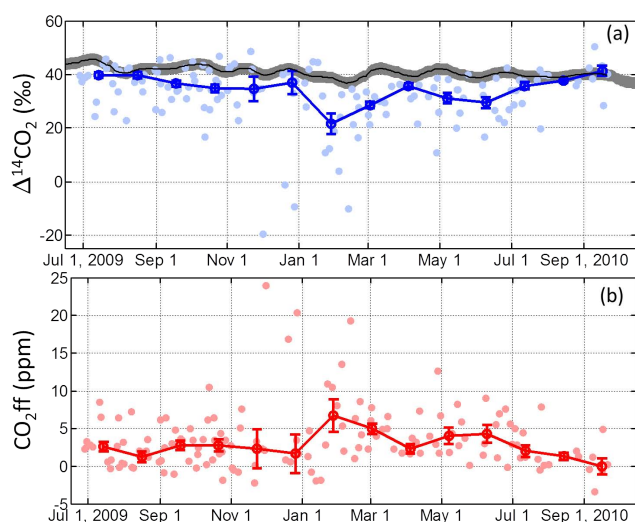 60
(a)
40
20
0
-20
Δ¹⁴CO₂ (‰)
Jul 1, 2009 Sep 1 Nov 1 Jan 1 Mar 1 May 1 Jul 1 Sep 1, 2010
25
(b)
20
15
10
5
0
-5
CO₂ff (ppm)
Jul 1, 2009 Sep 1 Nov 1 Jan 1 Mar 1 May 1 Jul 1 Sep 1, 2010